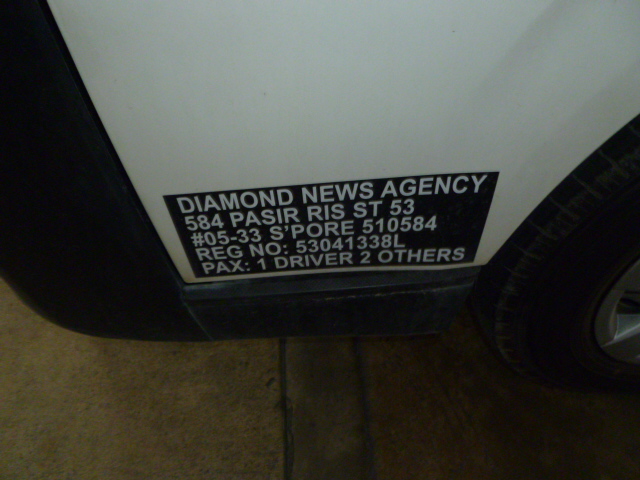 DIAMOND NEWS AGENCY
584 PASIR RIS ST 53
#05-33 S'PORE 510584
REG NO: 53041338L
PAX: 1 DRIVER 2 OTHERS